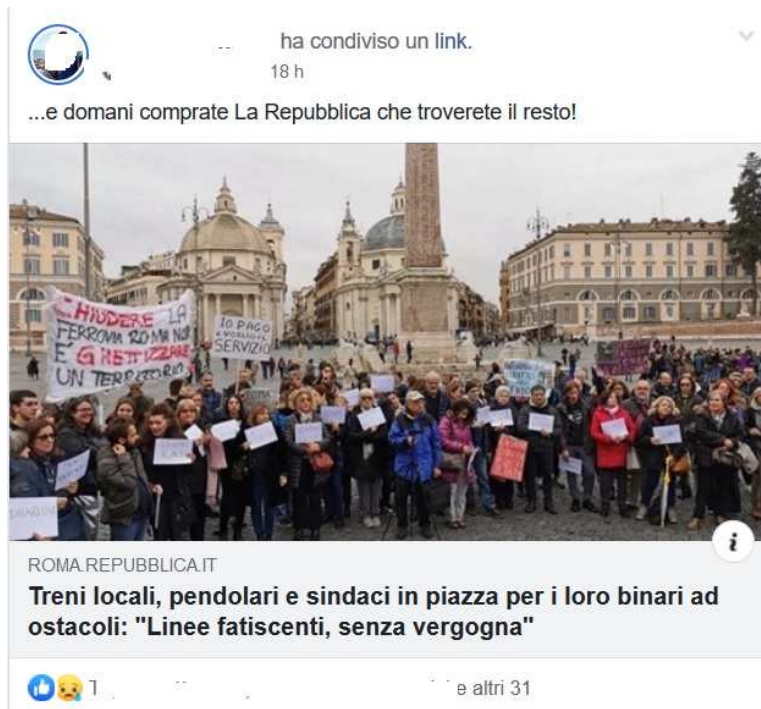 ha condiviso un link.
18 h
...e domani comprate La Repubblica che troverete il resto!
CHIUDERE LA
FERROVIA ROMA NORD
È GHETTIZZARE
UN TERRITORIO
IO PAGO
SERVIZIO
ROMA
ROMA.REPUBBLICA.IT
Treni locali, pendolari e sindaci in piazza per i loro binari ad
ostacoli: "Linee fatiscenti, senza vergogna"
e altri 31